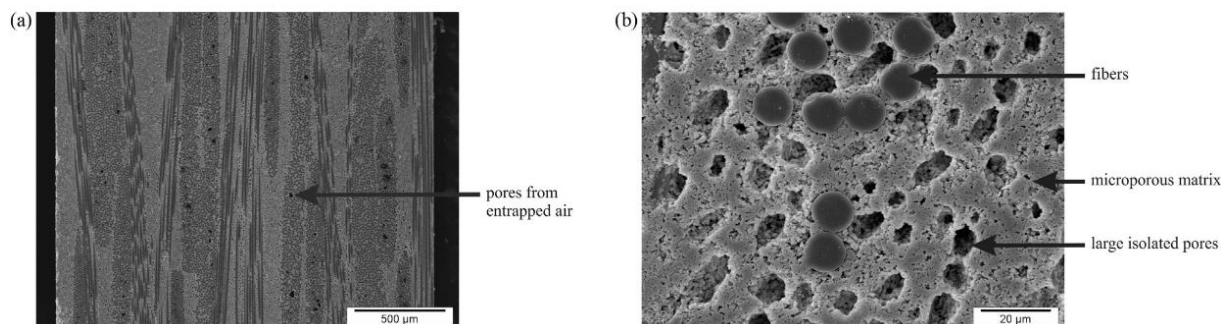 (a)
pores from
entrapped air
500 µm
(b)
fibers
microporous matrix
large isolated pores
20 µm